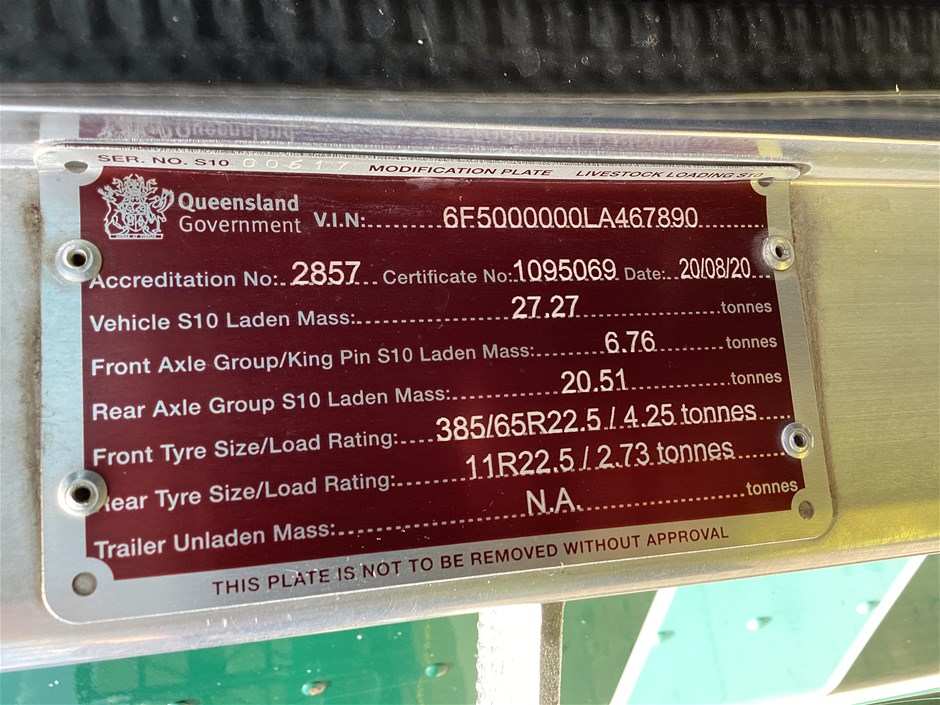 SER. NO. S10 00617 MODIFICATION PLATE LIVESTOCK LOADING S10
Queensland
Government V.I.N: 6F5000000LA467890
Accreditation No: 2857 Certificate No: 1095069 Date: 20/08/20
Vehicle S10 Laden Mass: 27.27 tonnes
Front Axle Group/King Pin S10 Laden Mass: 6.76 tonnes
Rear Axle Group S10 Laden Mass: 20.51 tonnes
Front Tyre Size/Load Rating: 385/65R22.5 / 4.25 tonnes
Rear Tyre Size/Load Rating: 11R22.5 / 2.73 tonnes
Trailer Unladen Mass: N.A. tonnes
THIS PLATE IS NOT TO BE REMOVED WITHOUT APPROVAL